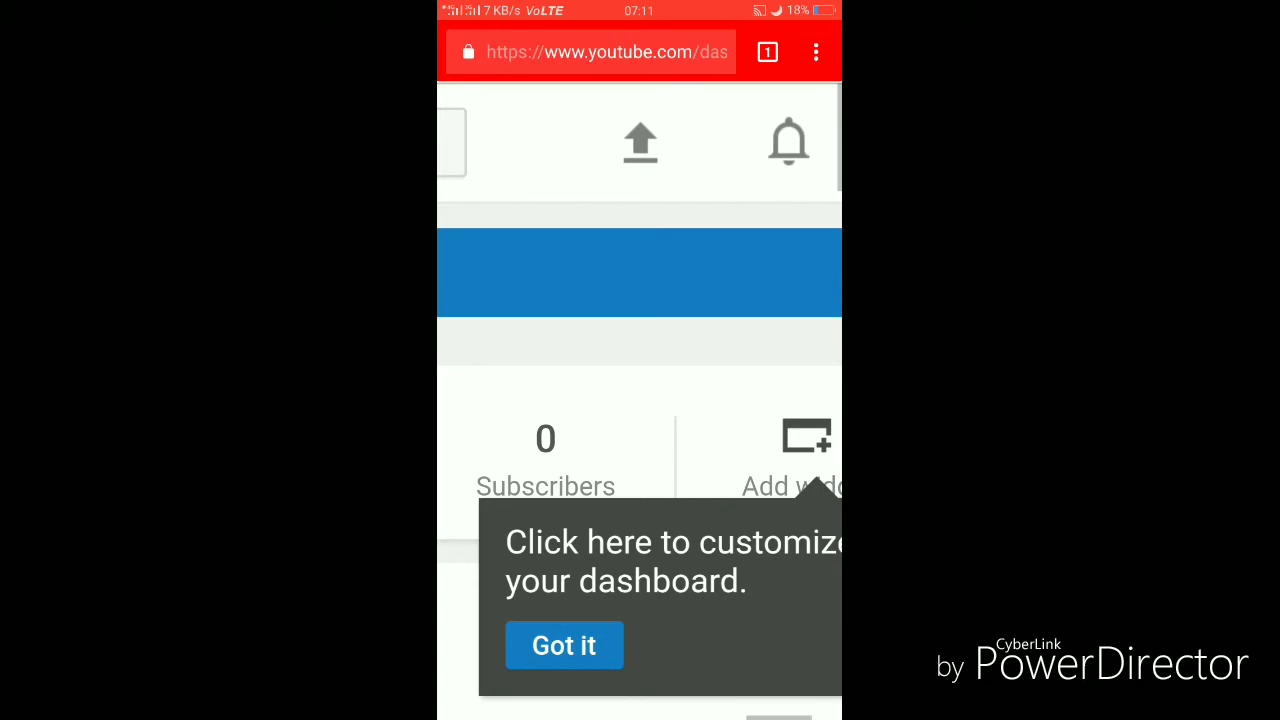 7 KB/s VoLTE 07:11 18%
https://www.youtube.com/das 1
0
Subscribers
Add
Click here to customize
your dashboard.
Got it
CyberLink
by PowerDirector